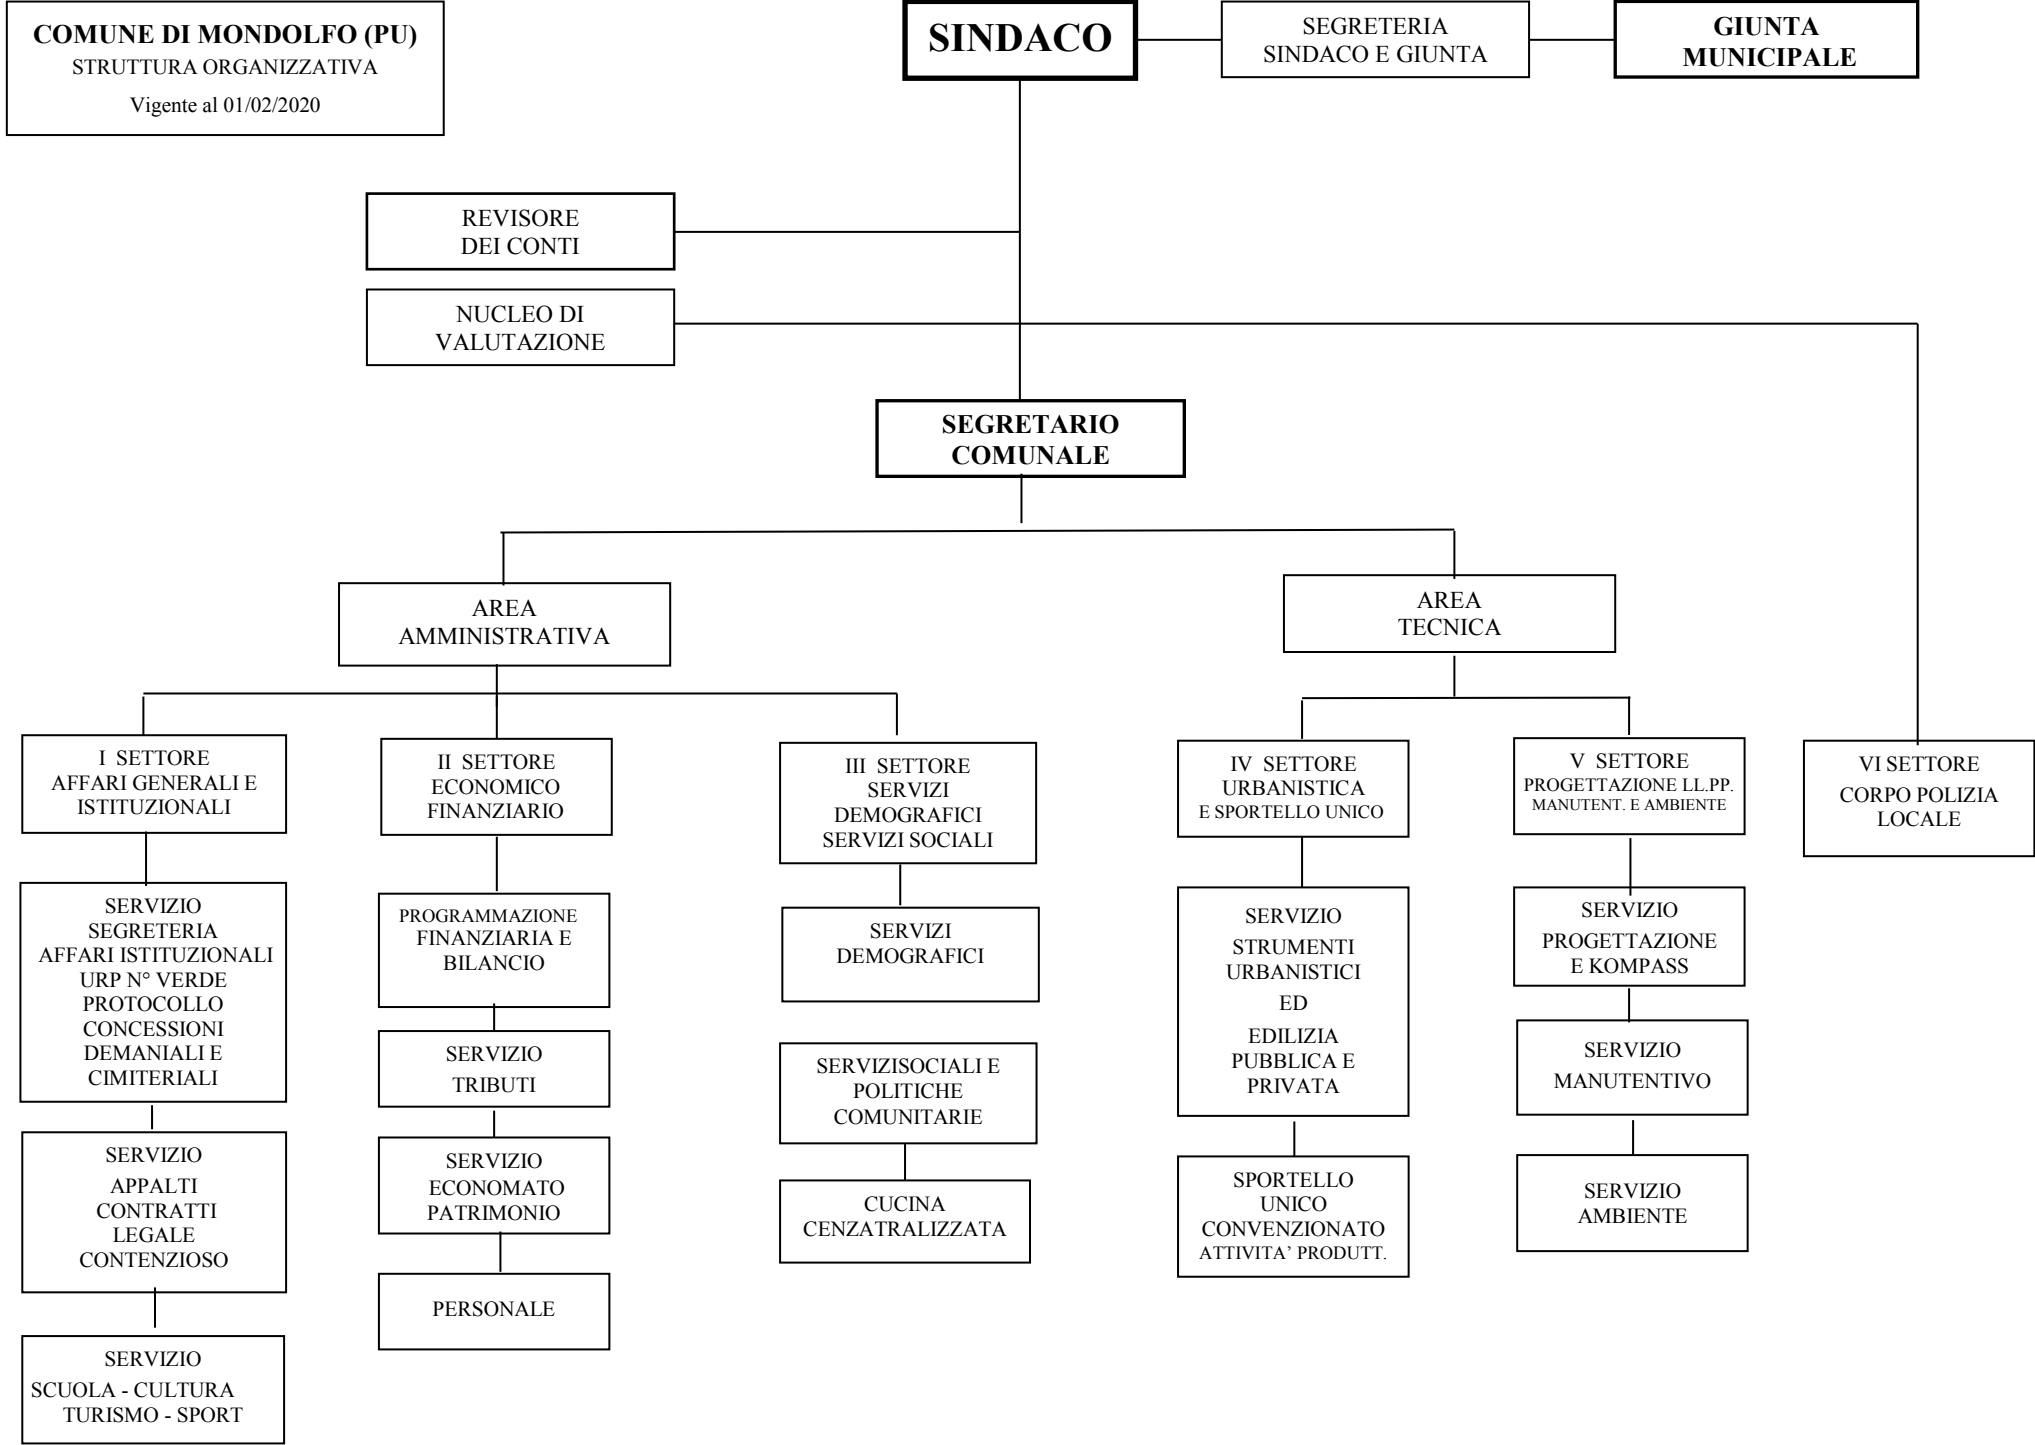 COMUNE DI MONDOLFO (PU)
STRUTTURA ORGANIZZATIVA
Vigente al 01/02/2020
SINDACO
SEGRETERIA
SINDACO E GIUNTA
GIUNTA
MUNICIPALE
REVISORE
DEI CONTI
NUCLEO DI
VALUTAZIONE
SEGRETARIO
COMUNALE
AREA
AMMINISTRATIVA
AREA
TECNICA
I SETTORE
AFFARI GENERALI E
ISTITUZIONALI
II SETTORE
ECONOMICO
FINANZIARIO
III SETTORE
SERVIZI
DEMOGRAFICI
SERVIZI SOCIALI
IV SETTORE
URBANISTICA
E SPORTELLO UNICO
V SETTORE
PROGETTAZIONE LL.PP.
MANUTENT. E AMBIENTE
VI SETTORE
CORPO POLIZIA
LOCALE
SERVIZIO
SEGRETERIA
AFFARI ISTITUZIONALI
URP N° VERDE
PROTOCOLLO
CONCESSIONI
DEMANIALI E
CIMITERIALI
PROGRAMMAZIONE
FINANZIARIA E
BILANCIO
SERVIZI
DEMOGRAFICI
SERVIZIO
STRUMENTI
URBANISTICI
ED
EDILIZIA
PUBBLICA E
PRIVATA
SERVIZIO
PROGETTAZIONE
E KOMPASS
SERVIZIO
TRIBUTI
SERVIZISOCIALI E
POLITICHE
COMUNITARIE
SERVIZIO
MANUTENTIVO
SERVIZIO
APPALTI
CONTRATTI
LEGALE
CONTENZIOSO
SERVIZIO
ECONOMATO
PATRIMONIO
CUCINA
CENZATRALIZZATA
SPORTELLO
UNICO
CONVENZIONATO
ATTIVITA’ PRODUTT.
SERVIZIO
AMBIENTE
PERSONALE
SERVIZIO
SCUOLA - CULTURA
TURISMO - SPORT